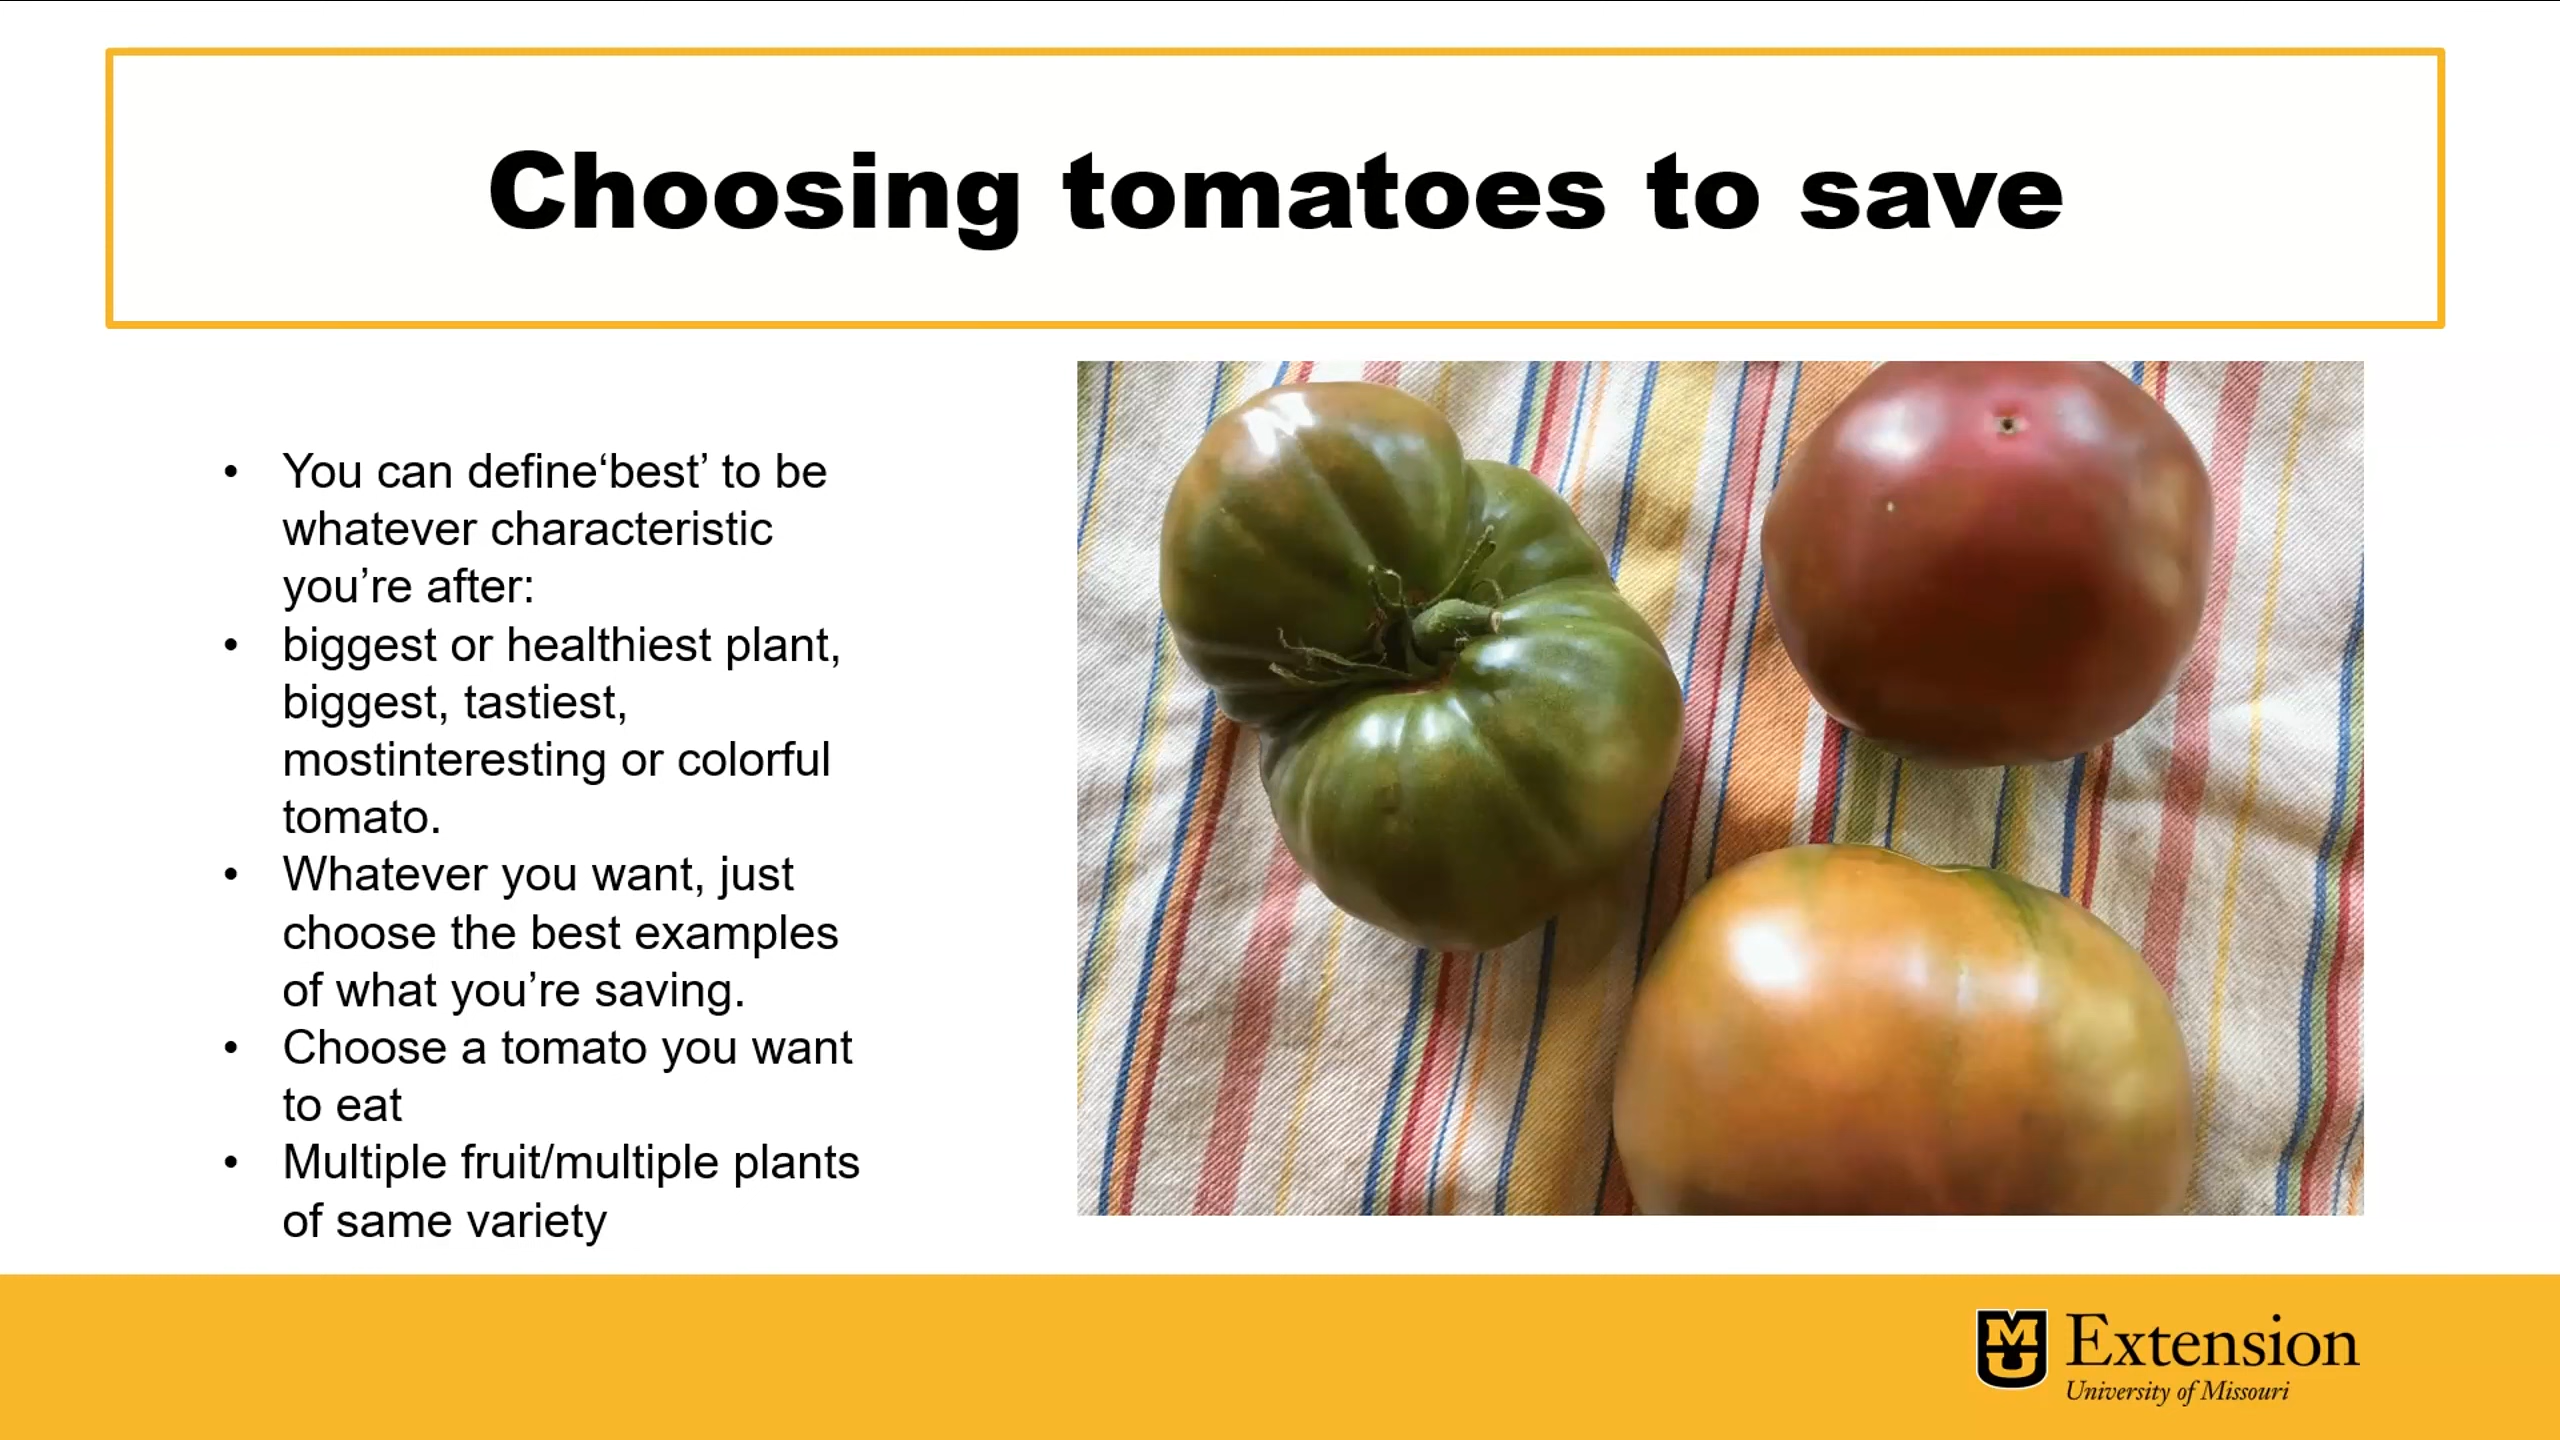 Choosing tomatoes to save
• You can define‘best’ to be
whatever characteristic
you’re after:
• biggest or healthiest plant,
biggest, tastiest,
mostinteresting or colorful
tomato.
• Whatever you want, just
choose the best examples
of what you’re saving.
• Choose a tomato you want
to eat
• Multiple fruit/multiple plants
of same variety
MU Extension
University of Missouri